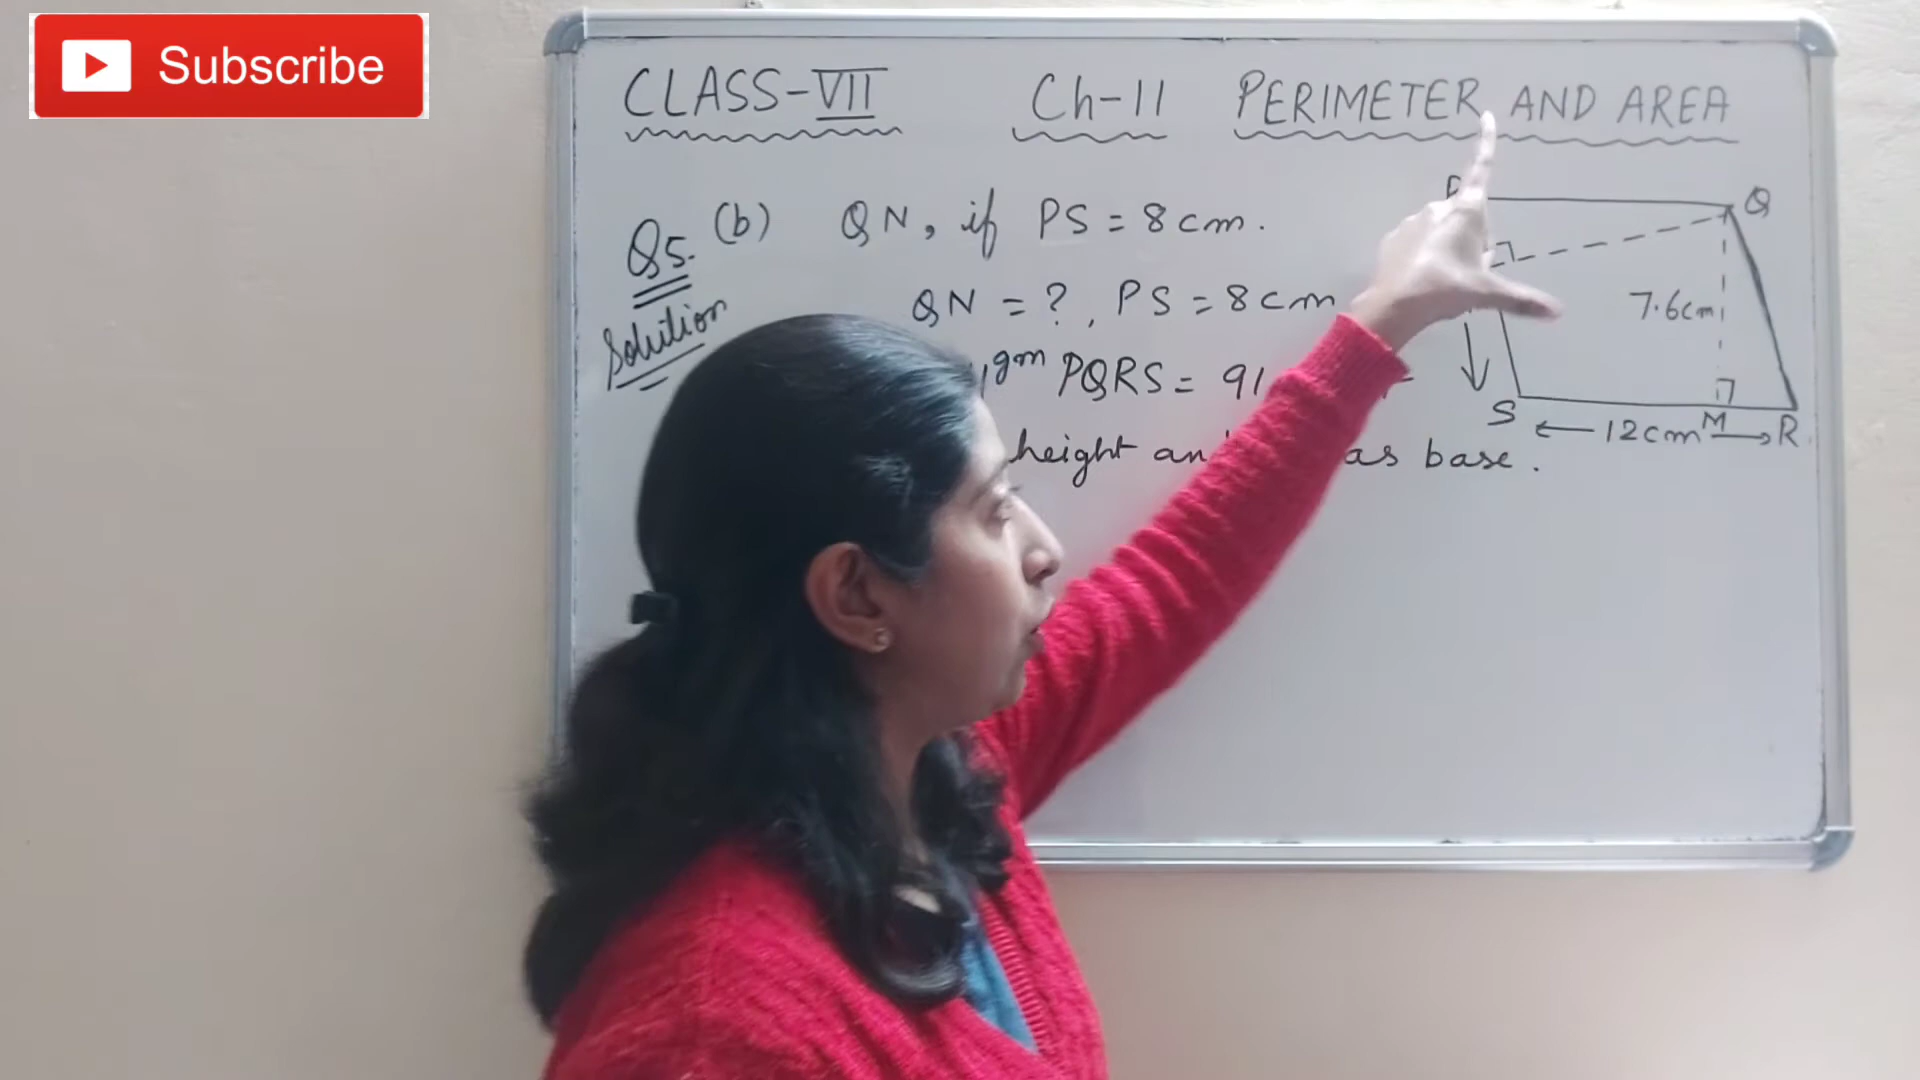 Subscribe
CLASS-VII Ch-11 PERIMETER AND AREA
Q5. (b) QN, if PS = 8 cm.
Solution
QN = ?, PS = 8 cm
gm PQRS = 91
height as base.
Q
7.6cm
S M R
12cm